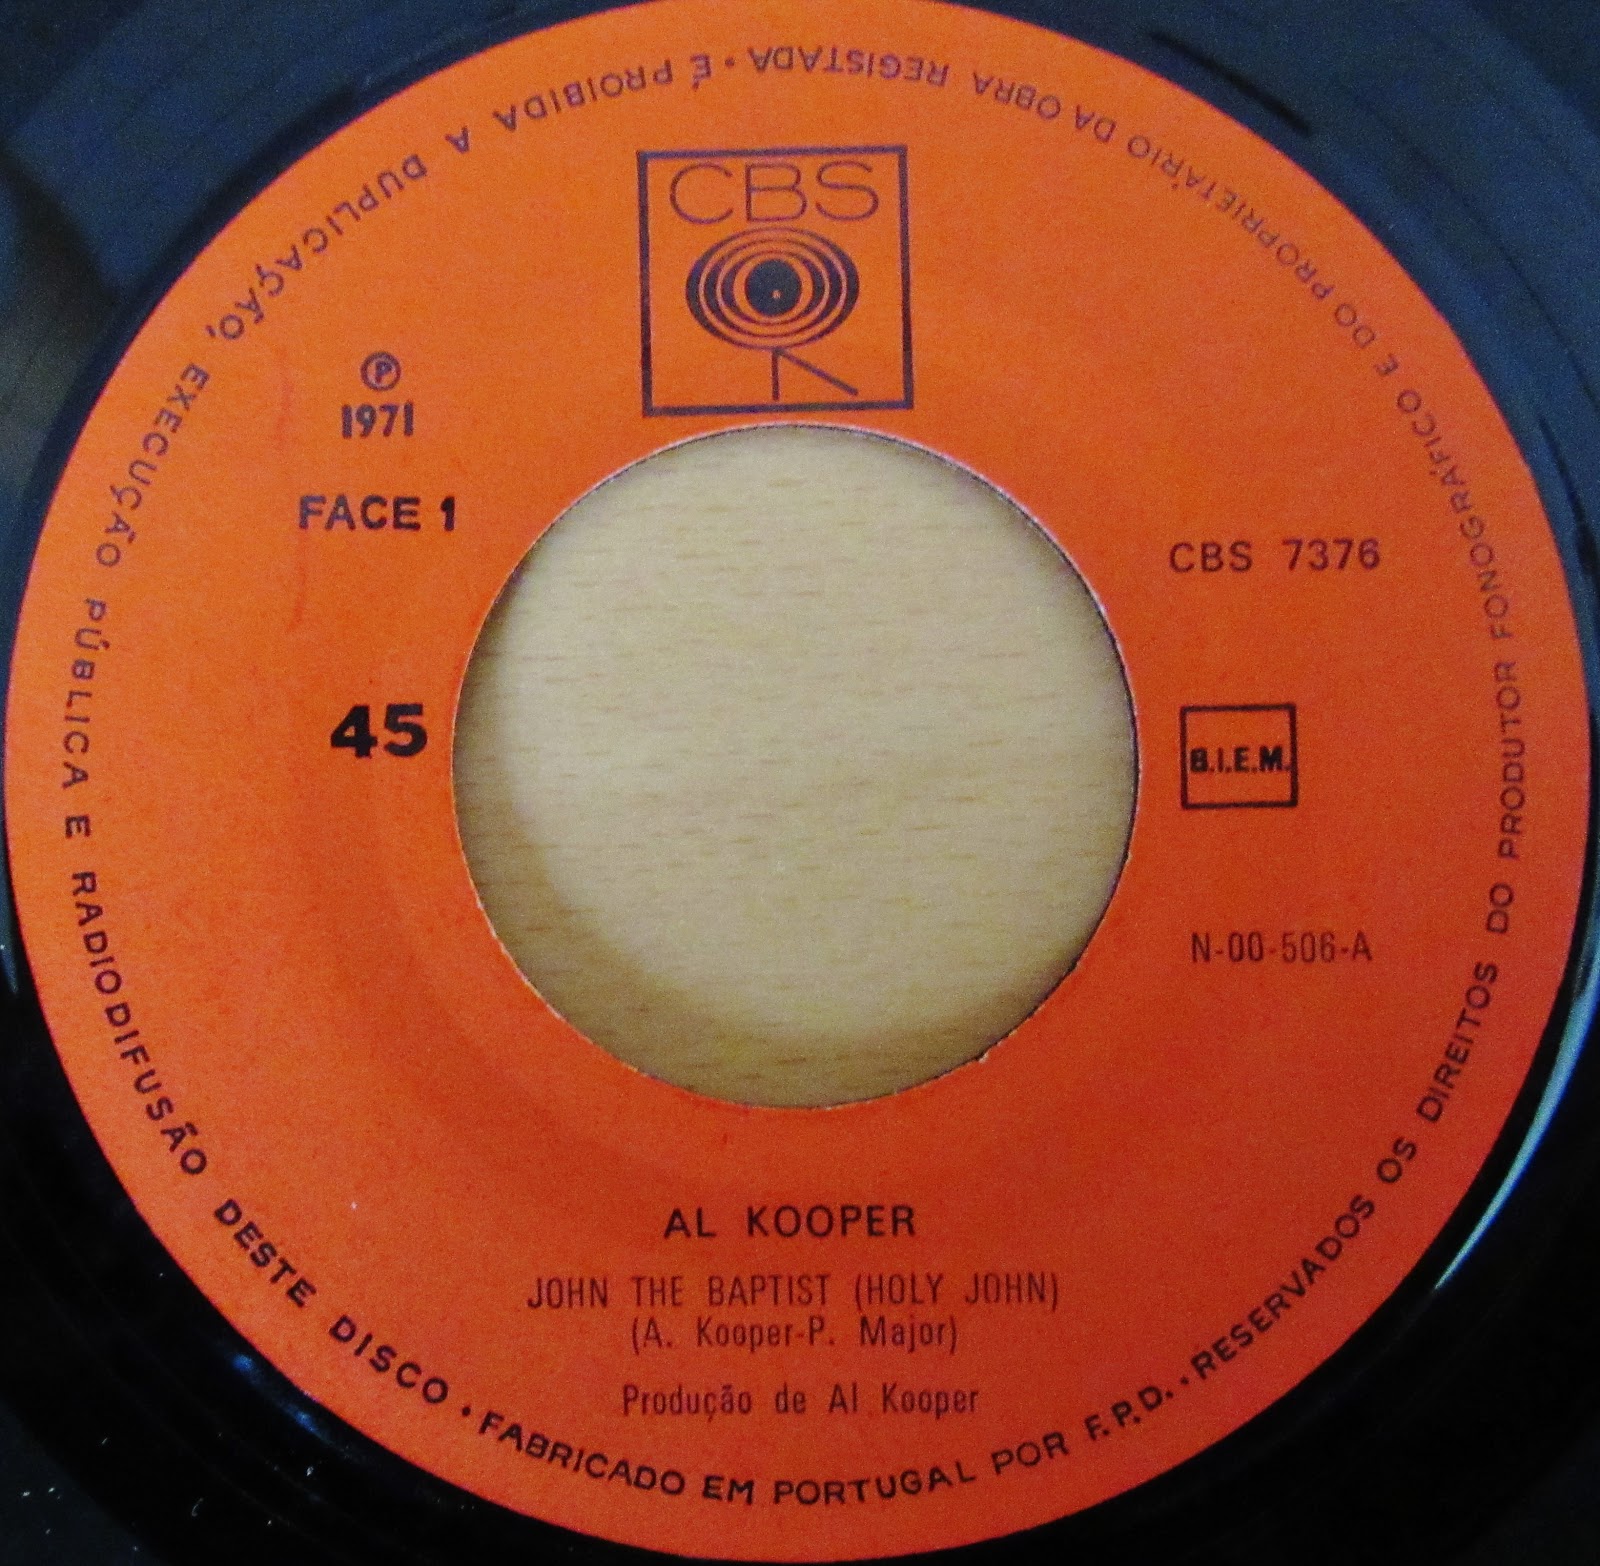 CBS
Ⓟ
1971
FACE 1
45
CBS 7376
B.I.E.M.
N-00-506-A
AL KOOPER
JOHN THE BAPTIST (HOLY JOHN)
(A. Kooper-P. Major)
Produção de Al Kooper
FABRICADO EM PORTUGAL POR F.P.D. · RESERVADOS OS DIREITOS DO PRODUTOR FONOGRÁFICO E DO PROPRIETÁRIO DA OBRA REGISTADA · É PROIBIDA A DUPLICAÇÃO, EXECUÇÃO PÚBLICA E RADIODIFUSÃO DESTE DISCO ·